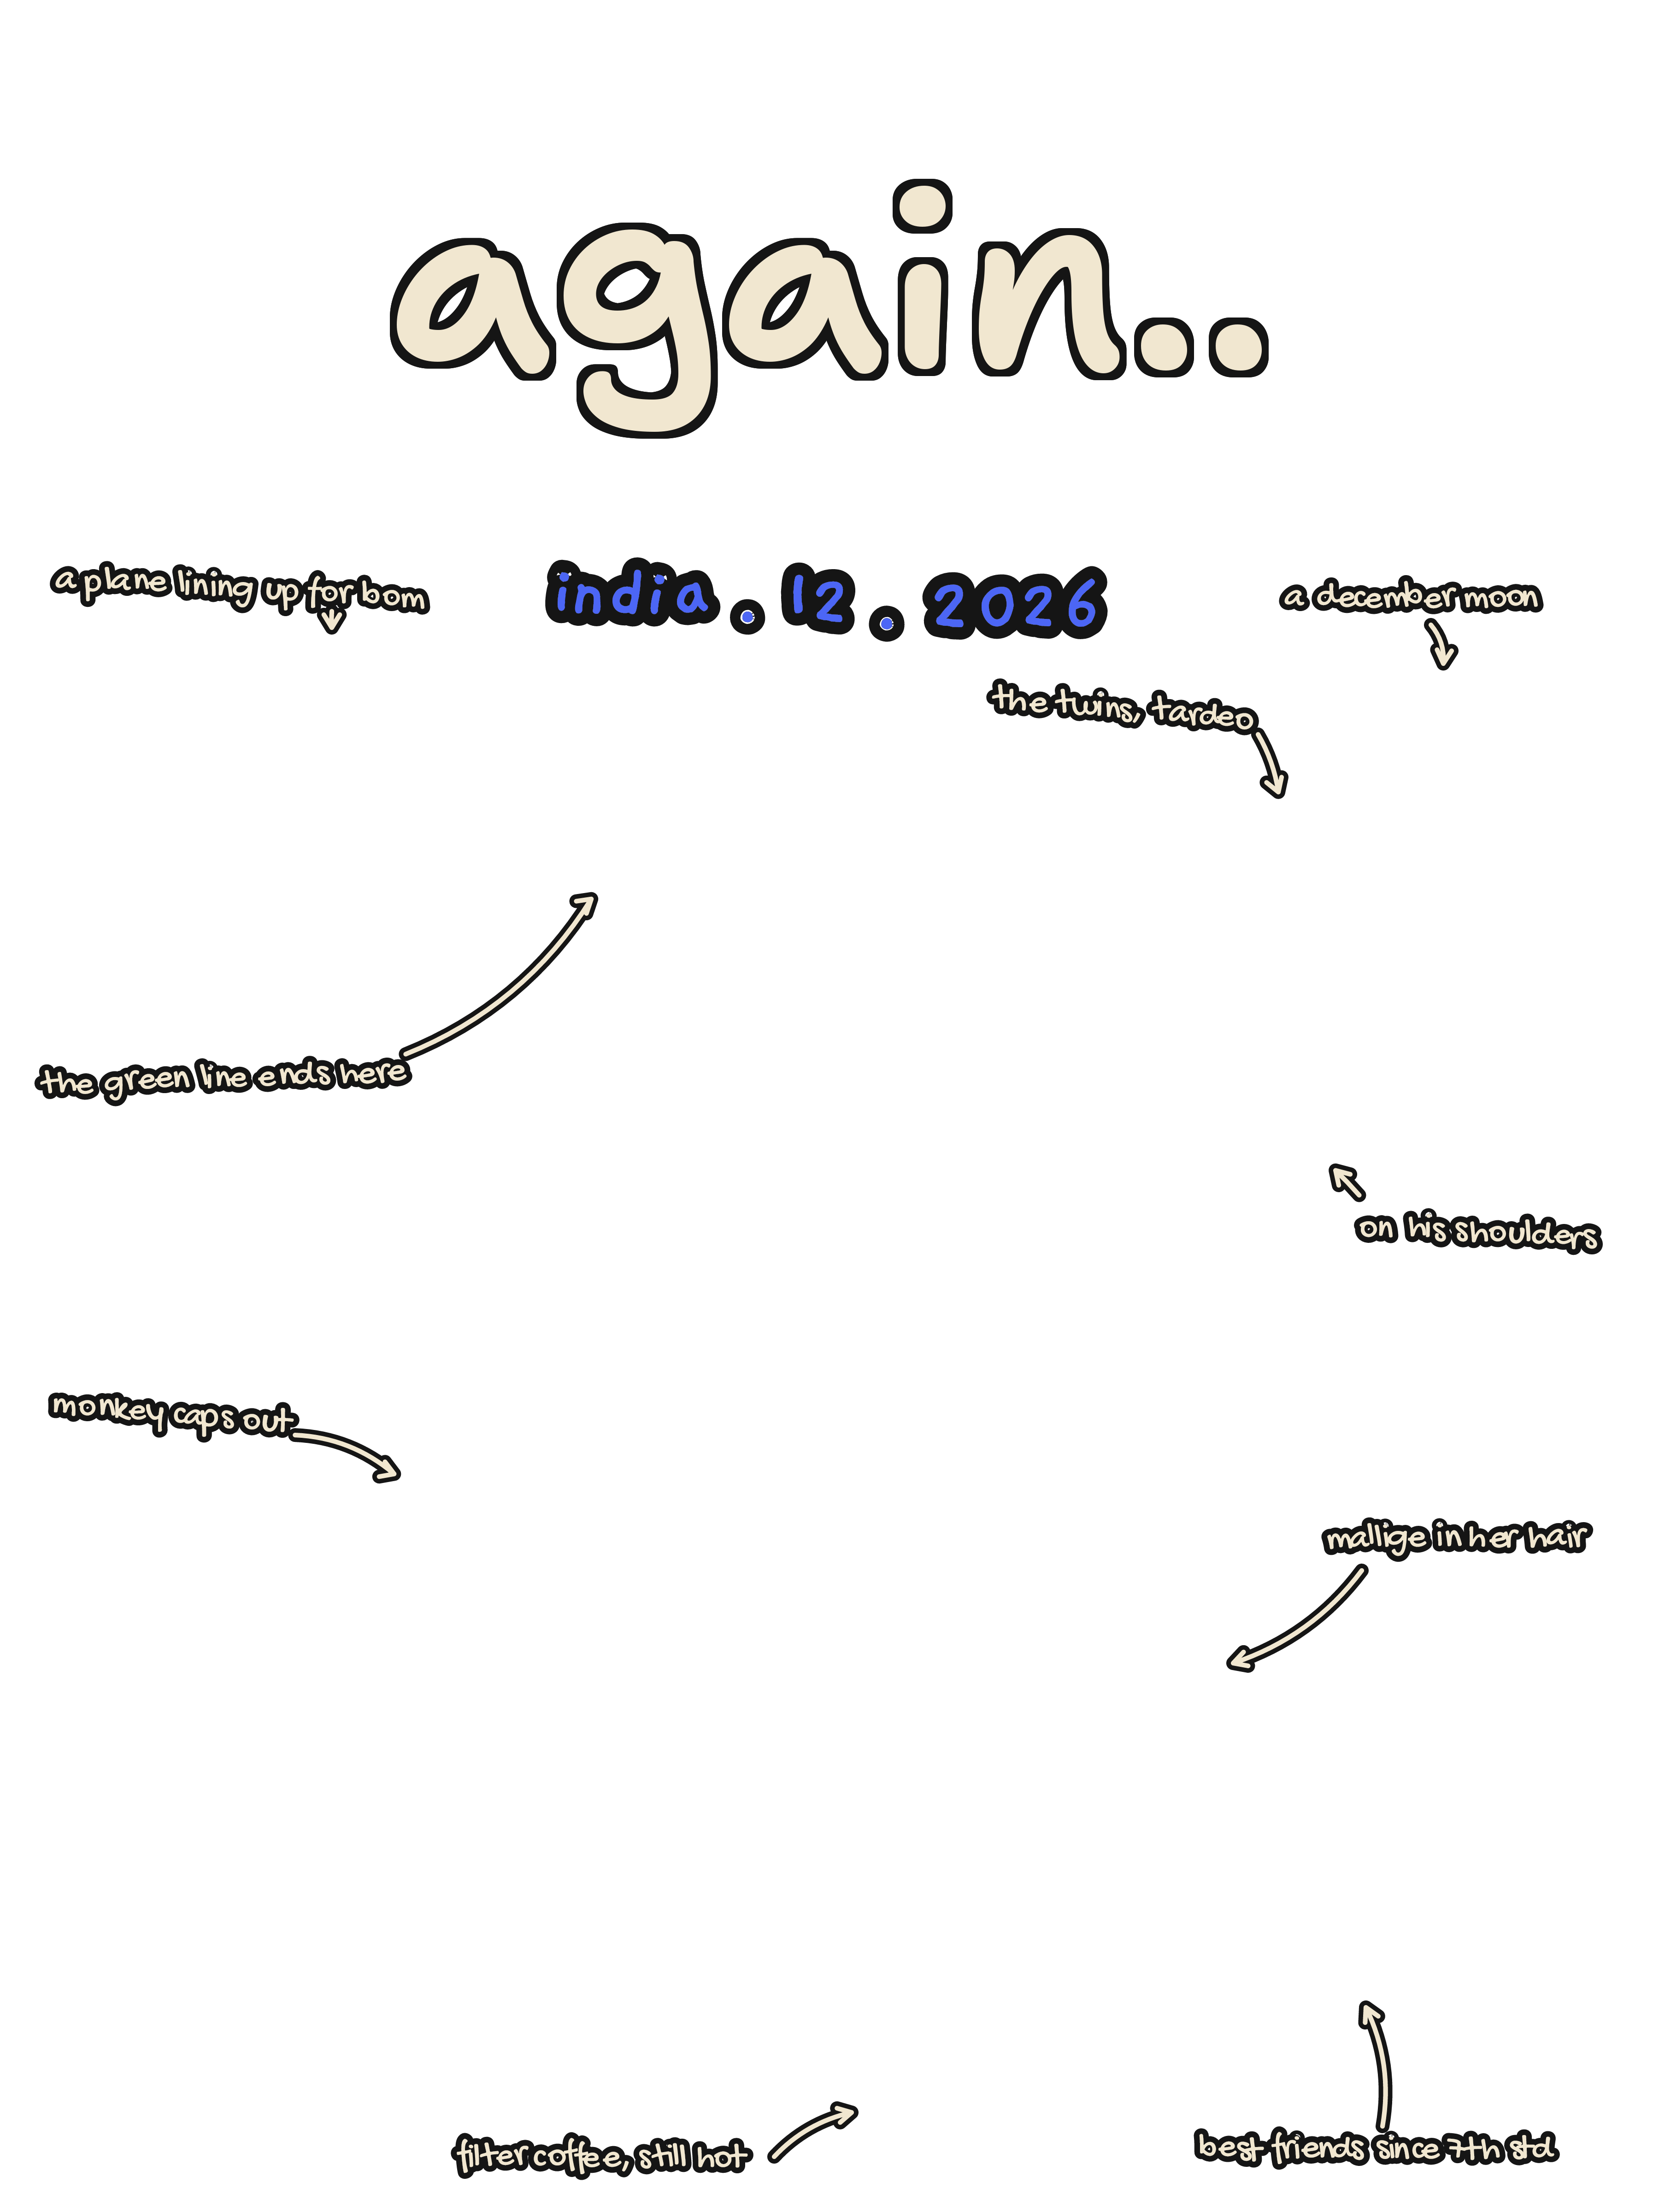 again..
a plane lining up for bom
india.12.2026
a december moon
the twins, tardeo
the green line ends here
on his shoulders
monkey caps out
mallige in her hair
filter coffee, still hot
best friends since 7th std